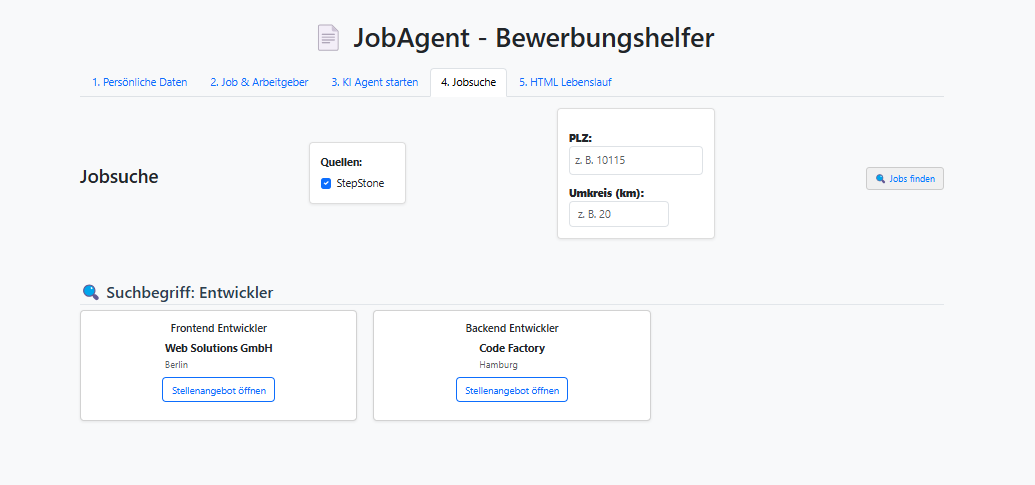 JobAgent - Bewerbungshelfer
1. Persönliche Daten
2. Job & Arbeitgeber
3. KI Agent starten
4. Jobsuche
5. HTML Lebenslauf
Jobsuche
Quellen:
StepStone
PLZ:
z. B. 10115
Umkreis (km):
z. B. 20
Jobs finden
Suchbegriff: Entwickler
Frontend Entwickler
Web Solutions GmbH
Berlin
Stellenangebot öffnen
Backend Entwickler
Code Factory
Hamburg
Stellenangebot öffnen